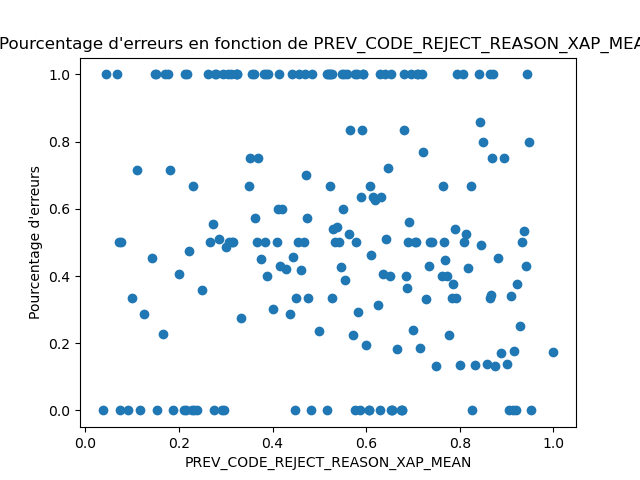 Pourcentage d'erreurs en fonction de PREV_CODE_REJECT_REASON_XAP_MEA
1.0
0.8
0.6
0.4
0.2
0.0
Pourcentage d'erreurs
0.0 0.2 0.4 0.6 0.8 1.0
PREV_CODE_REJECT_REASON_XAP_MEAN